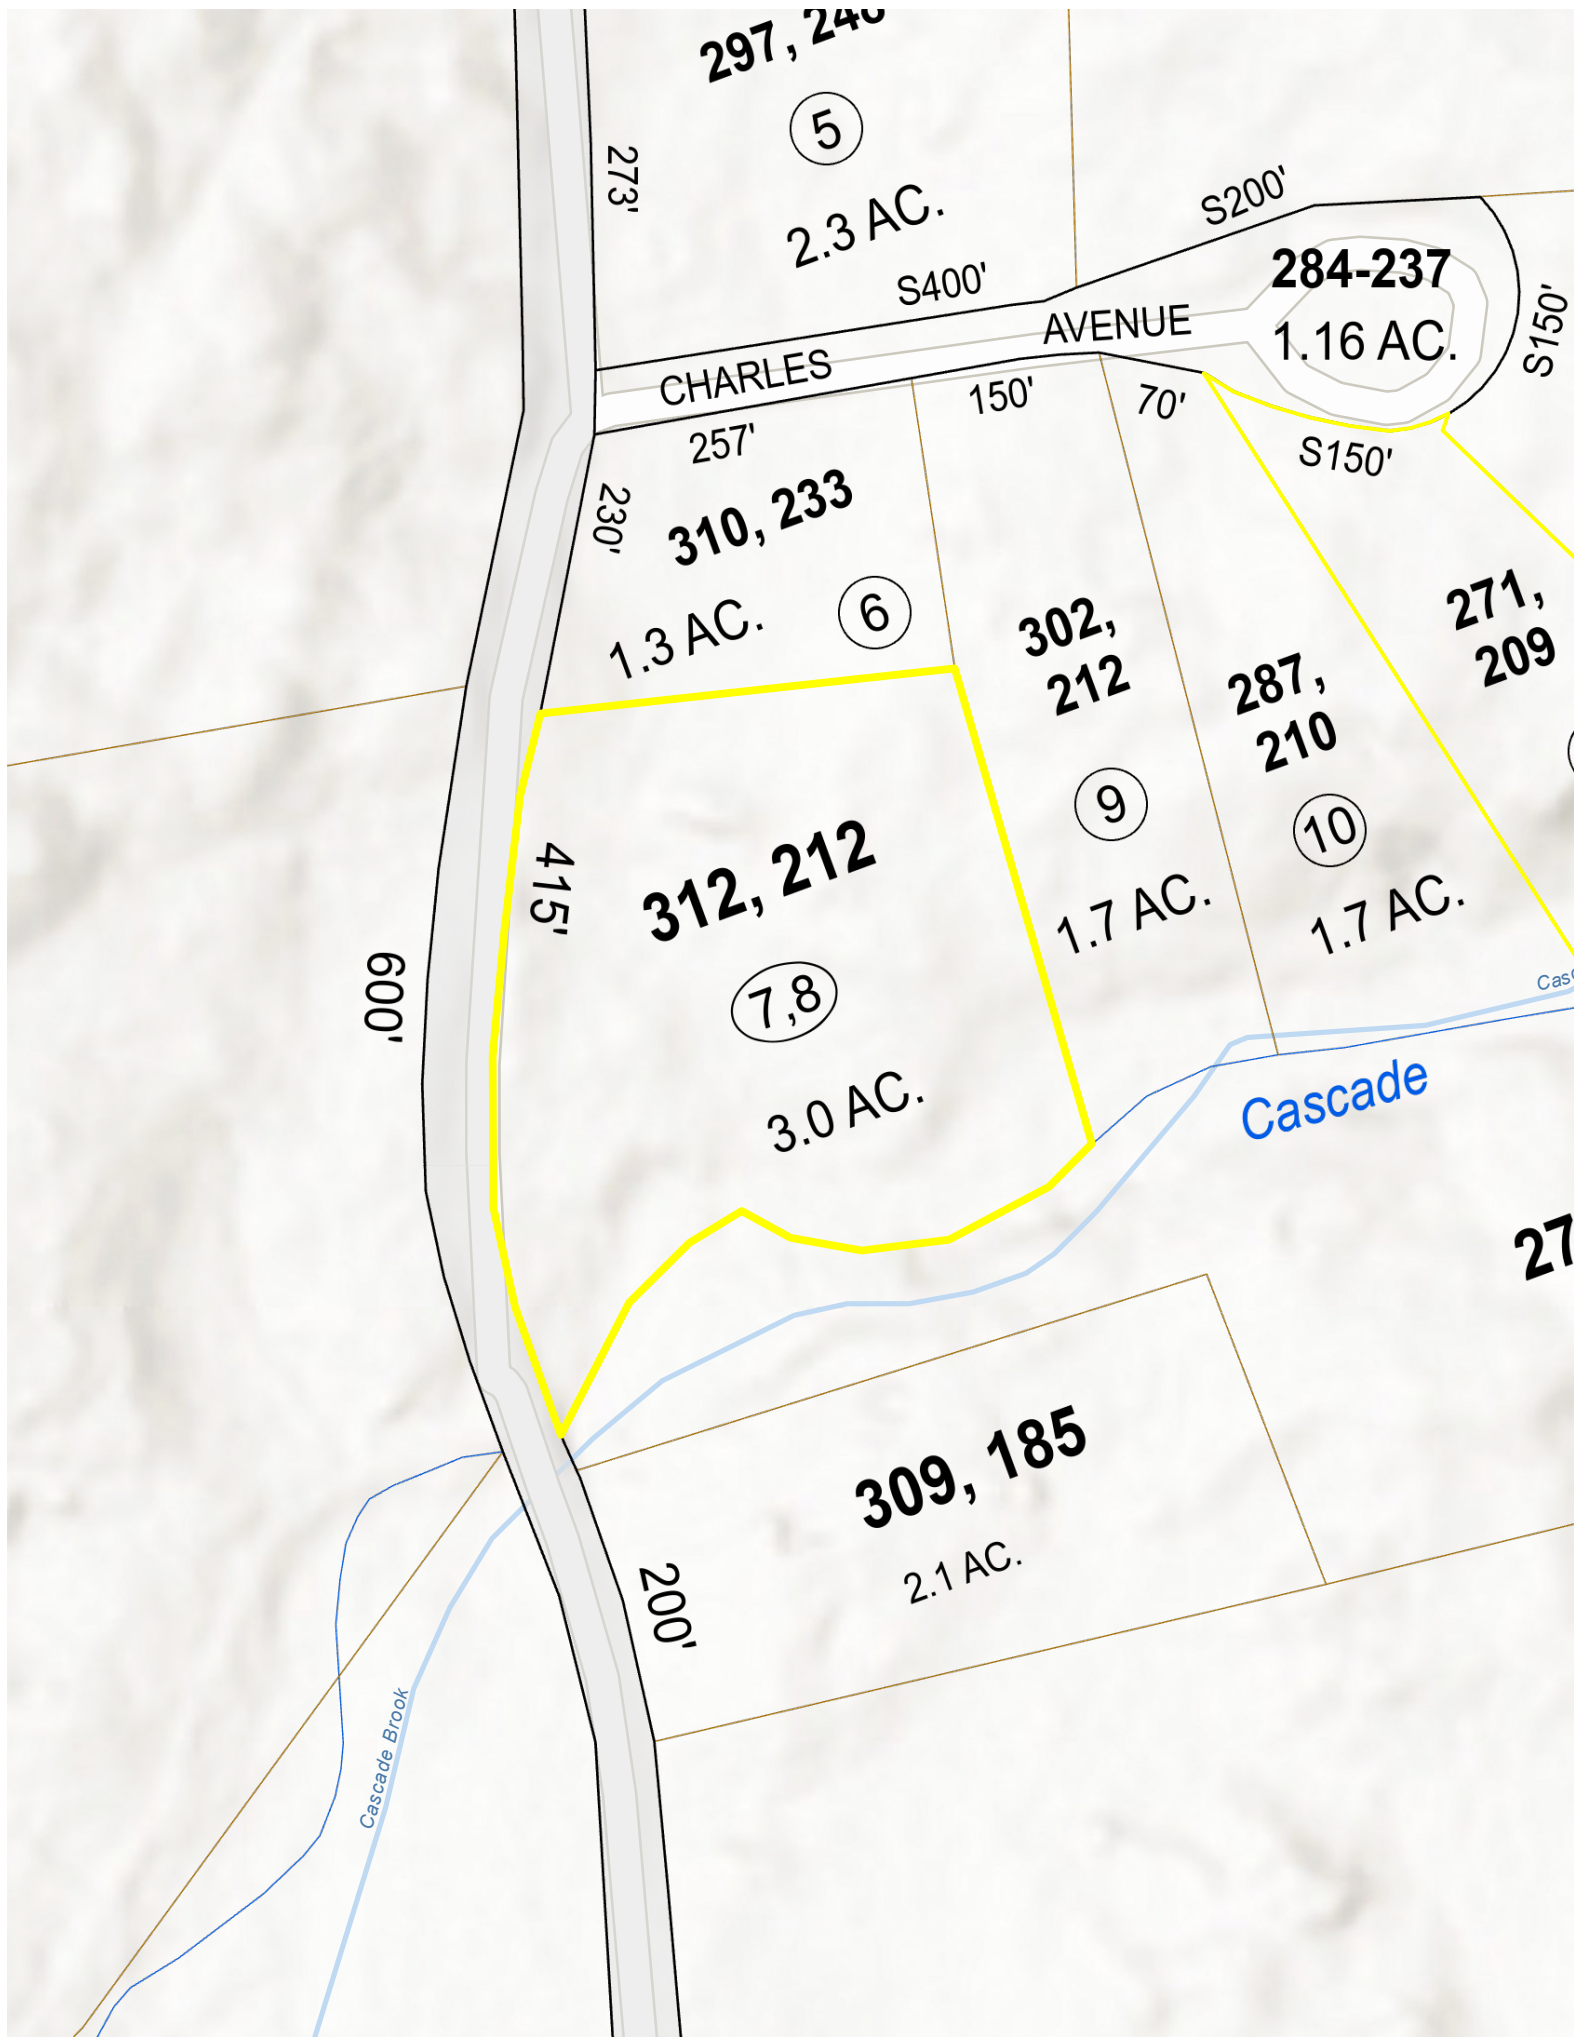 297, 248
5
273'
2.3 AC.
S200'
284-237
S400'
AVENUE
1.16 AC.
S150'
CHARLES
150'
70'
257'
S150'
310, 233
230'
1.3 AC.
6
302,
212
271,
209
287,
210
9
10
415'
312, 212
1.7 AC.
1.7 AC.
600'
7,8
Casc
3.0 AC.
Cascade
27
309, 185
2.1 AC.
200'
Cascade Brook